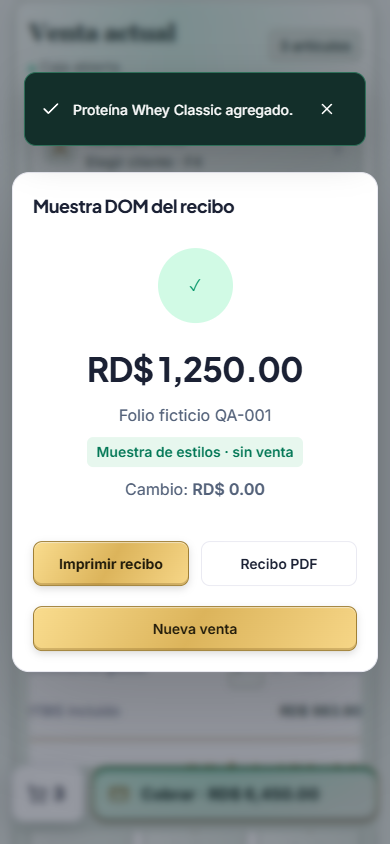 Venta actual
Proteína Whey Classic agregado.
Muestra DOM del recibo
RD$ 1,250.00
Folio ficticio QA-001
Muestra de estilos · sin venta
Cambio: RD$ 0.00
Imprimir recibo
Recibo PDF
Nueva venta